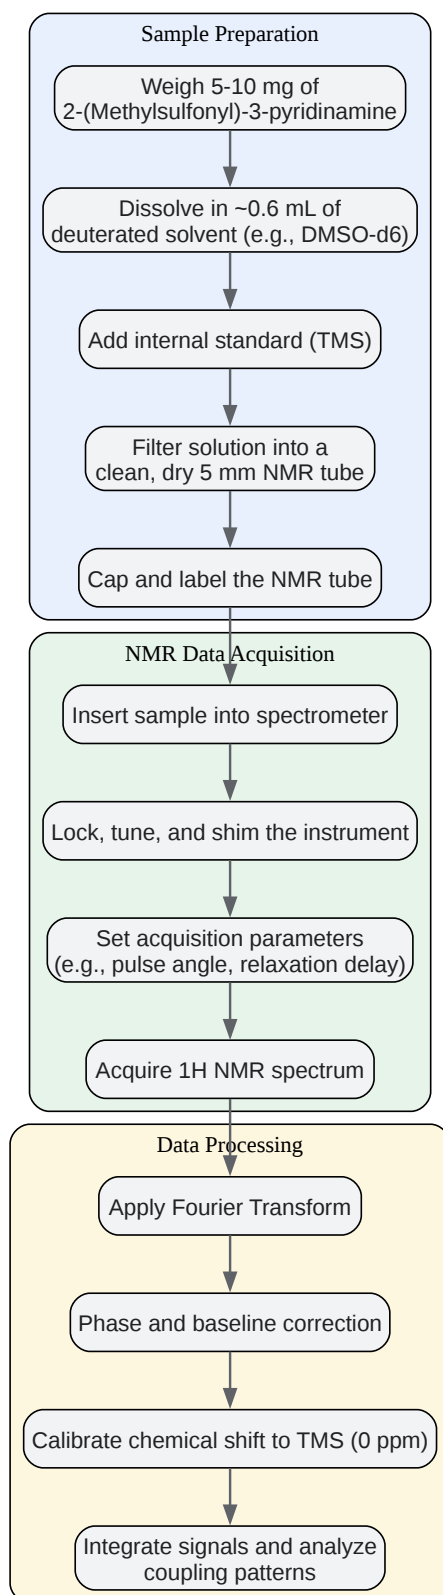 Sample Preparation
Weigh 5-10 mg of
2-(Methylsulfonyl)-3-pyridinamine
Dissolve in ~0.6 mL of
deuterated solvent (e.g., DMSO-d6)
Add internal standard (TMS)
Filter solution into a
clean, dry 5 mm NMR tube
Cap and label the NMR tube
NMR Data Acquisition
Insert sample into spectrometer
Lock, tune, and shim the instrument
Set acquisition parameters
(e.g., pulse angle, relaxation delay)
Acquire 1H NMR spectrum
Data Processing
Apply Fourier Transform
Phase and baseline correction
Calibrate chemical shift to TMS (0 ppm)
Integrate signals and analyze
coupling patterns